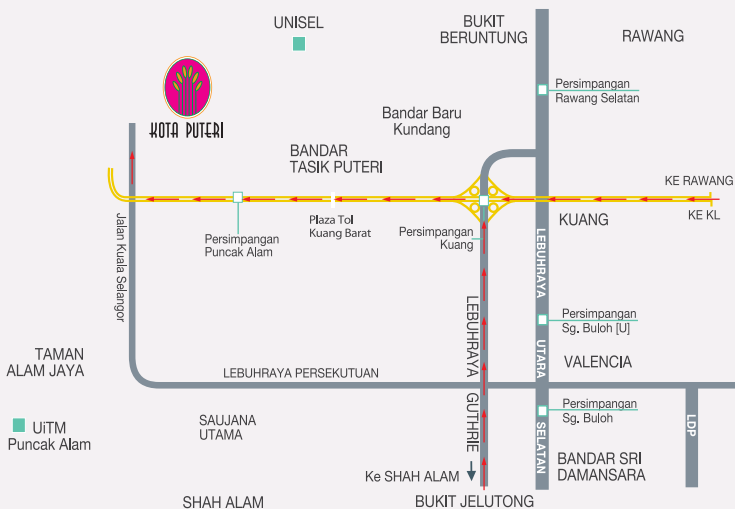 UNISEL
BUKIT
BERUNTUNG
RAWANG
Persimpangan
Rawang Selatan
KOTA PUTERI
Bandar Baru
Kundang
BANDAR
TASIK PUTERI
KE RAWANG
KE KL
KUANG
Plaza Tol
Kuang Barat
Persimpangan
Kuang
Persimpangan
Puncak Alam
Jalan Kuala Selangor
LEBUHRAYA
UTARA
SELATAN
LEBUHRAYA
GUTHRIE
Persimpangan
Sg. Buloh [U]
VALENCIA
TAMAN
ALAM JAYA
LEBUHRAYA PERSEKUTUAN
Persimpangan
Sg. Buloh
LDP
UiTM
Puncak Alam
SAUJANA
UTAMA
Ke SHAH ALAM
BANDAR SRI
DAMANSARA
SHAH ALAM
BUKIT JELUTONG